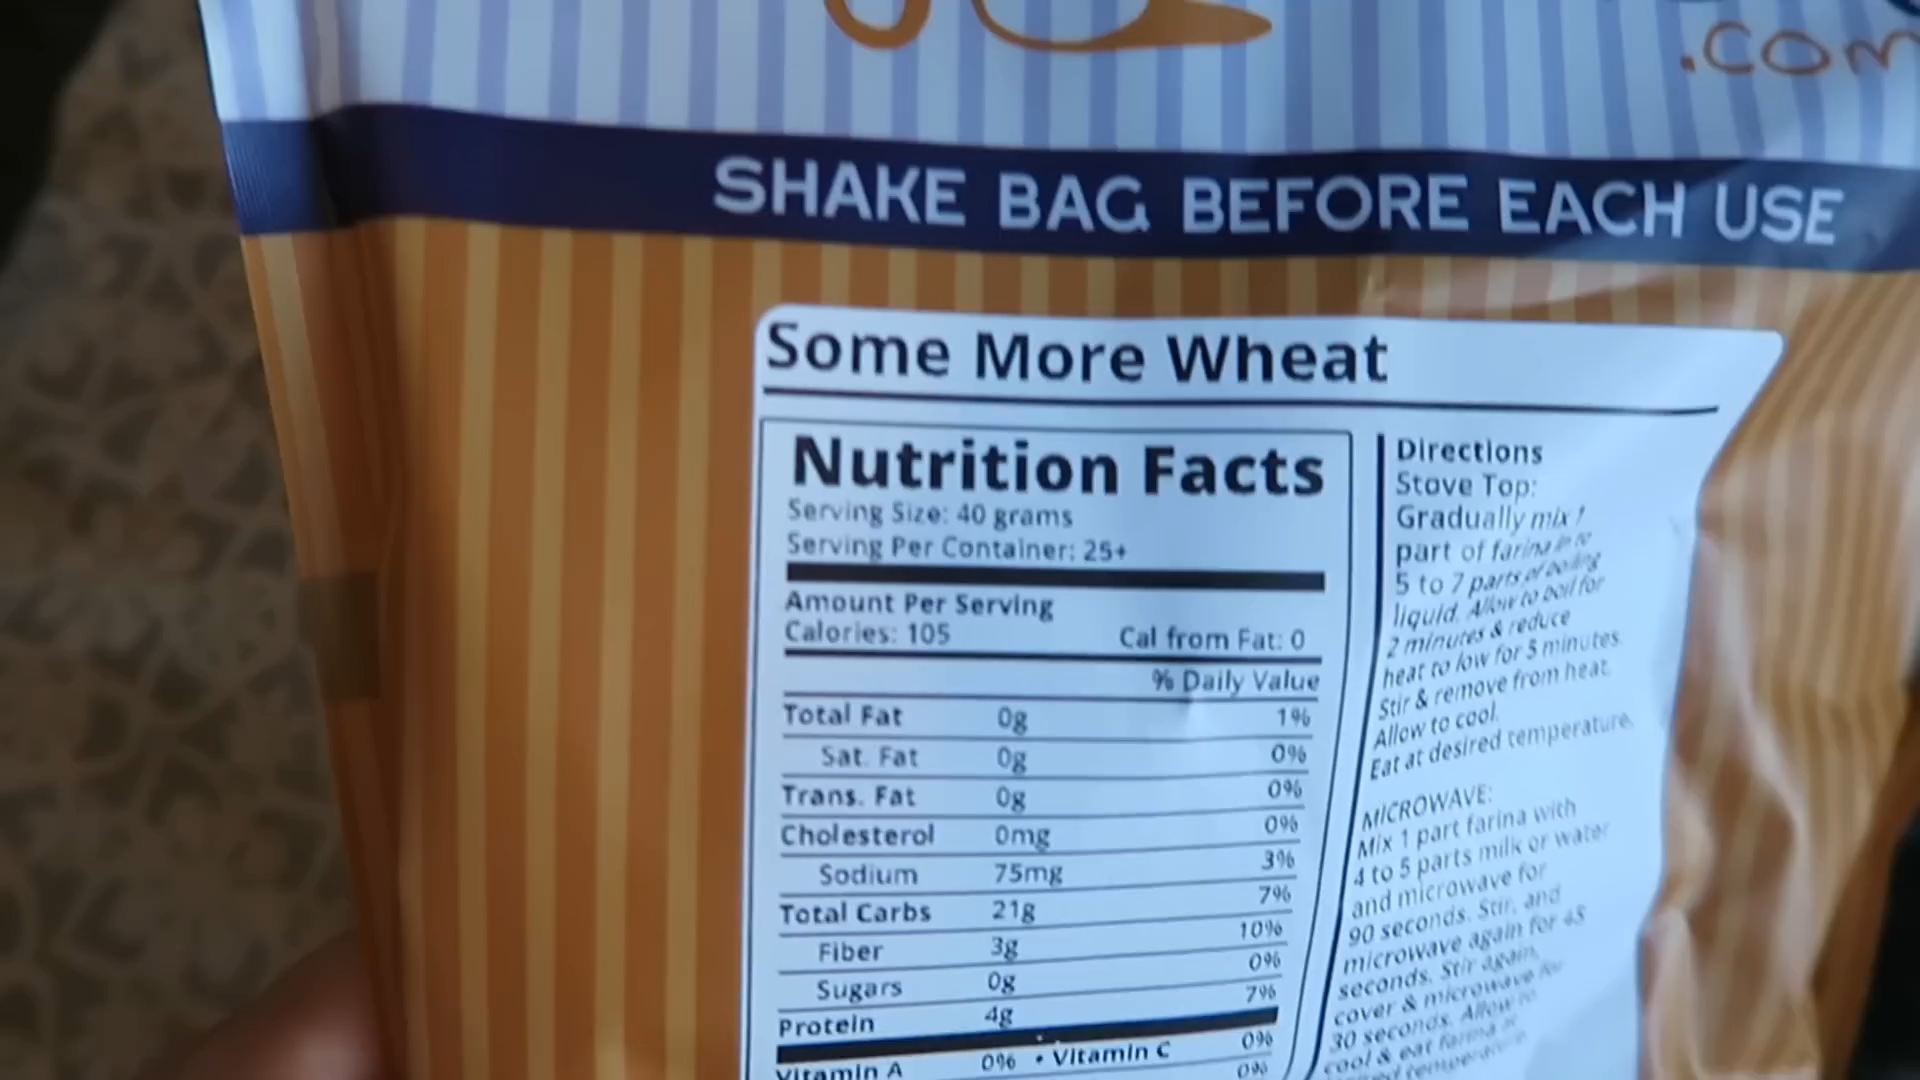 .com
SHAKE BAG BEFORE EACH USE
Some More Wheat
Nutrition Facts
Serving Size: 40 grams
Serving Per Container: 25+
Amount Per Serving
Calories: 105 Cal from Fat: 0
% Daily Value
Total Fat 0g 1%
Sat. Fat 0g 0%
Trans. Fat 0g 0%
Cholesterol 0mg 0%
Sodium 75mg 3%
Total Carbs 21g 7%
Fiber 3g 10%
Sugars 0g 0%
Protein 4g 7%
Vitamin A 0% • Vitamin C 0%
0%
Directions
Stove Top:
Gradually mix 1
part of farina in to
5 to 7 parts of boiling
liquid. Allow to boil for
2 minutes & reduce
heat to low for 5 minutes.
Stir & remove from heat.
Allow to cool.
Eat at desired temperature.
MICROWAVE:
Mix 1 part farina with
4 to 5 parts milk or water
and microwave for
90 seconds. Stir, and
microwave again for 45
seconds. Stir again,
cover & microwave for
30 seconds. Allow to
cool & eat farina at
temperature.